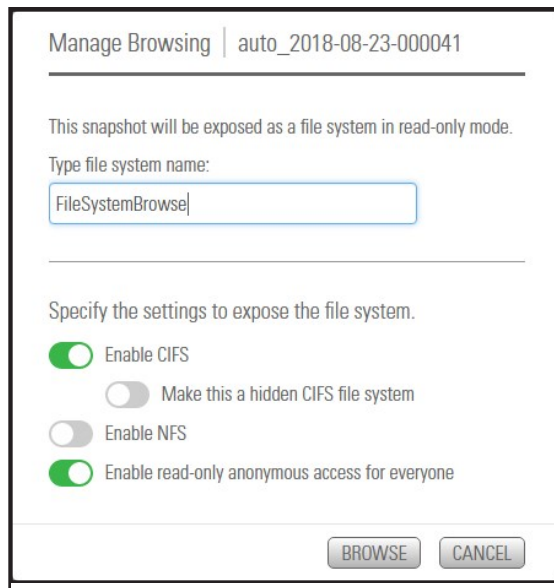 Manage Browsing | auto_2018-08-23-000041
This snapshot will be exposed as a file system in read-only mode.
Type file system name:
FileSystemBrowse
Specify the settings to expose the file system.
Enable CIFS
Make this a hidden CIFS file system
Enable NFS
Enable read-only anonymous access for everyone
BROWSE CANCEL